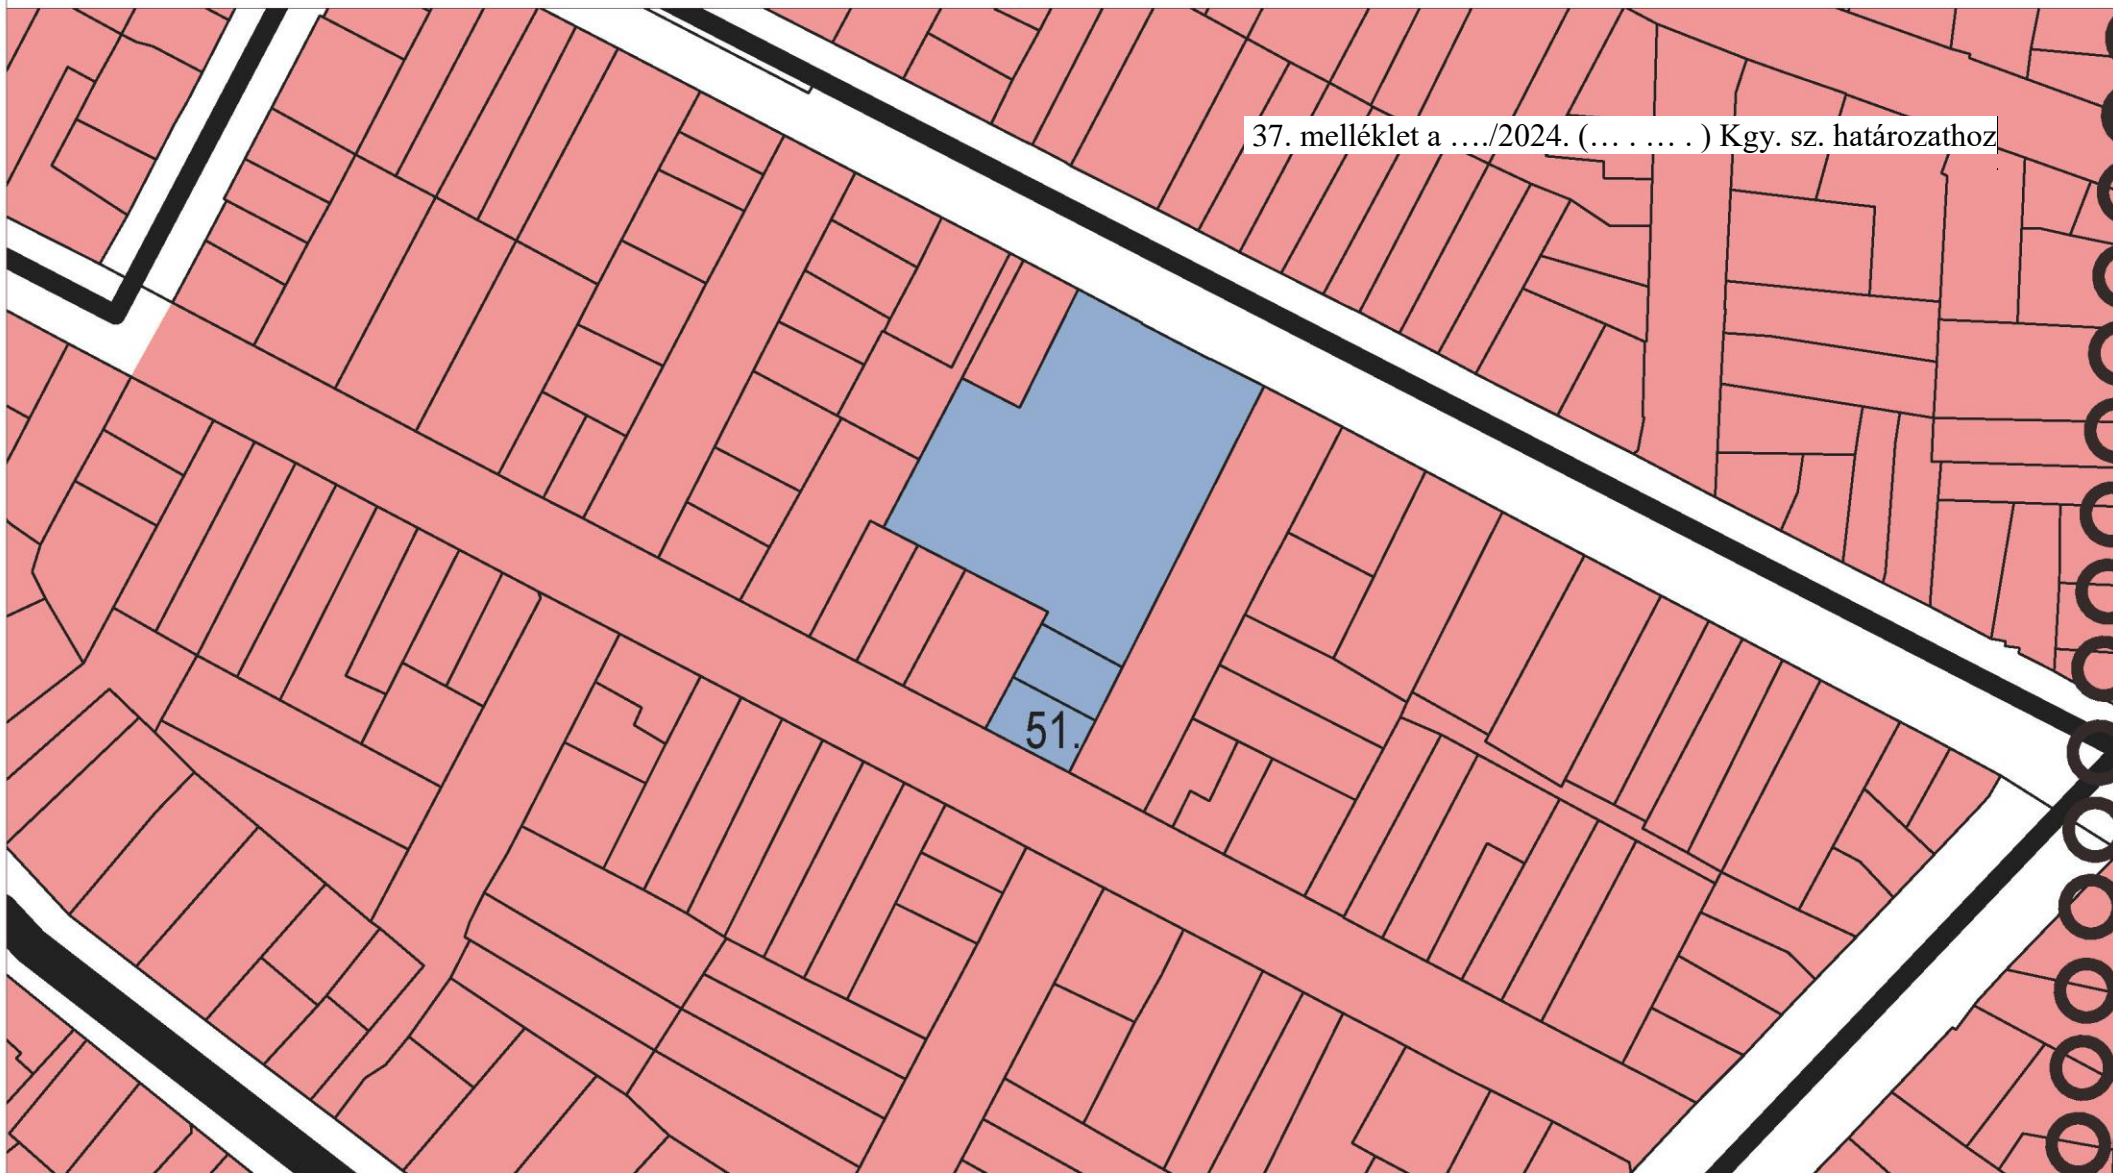 37. melléklet a …./2024. (… . … . ) Kgy. sz. határozathoz
51.